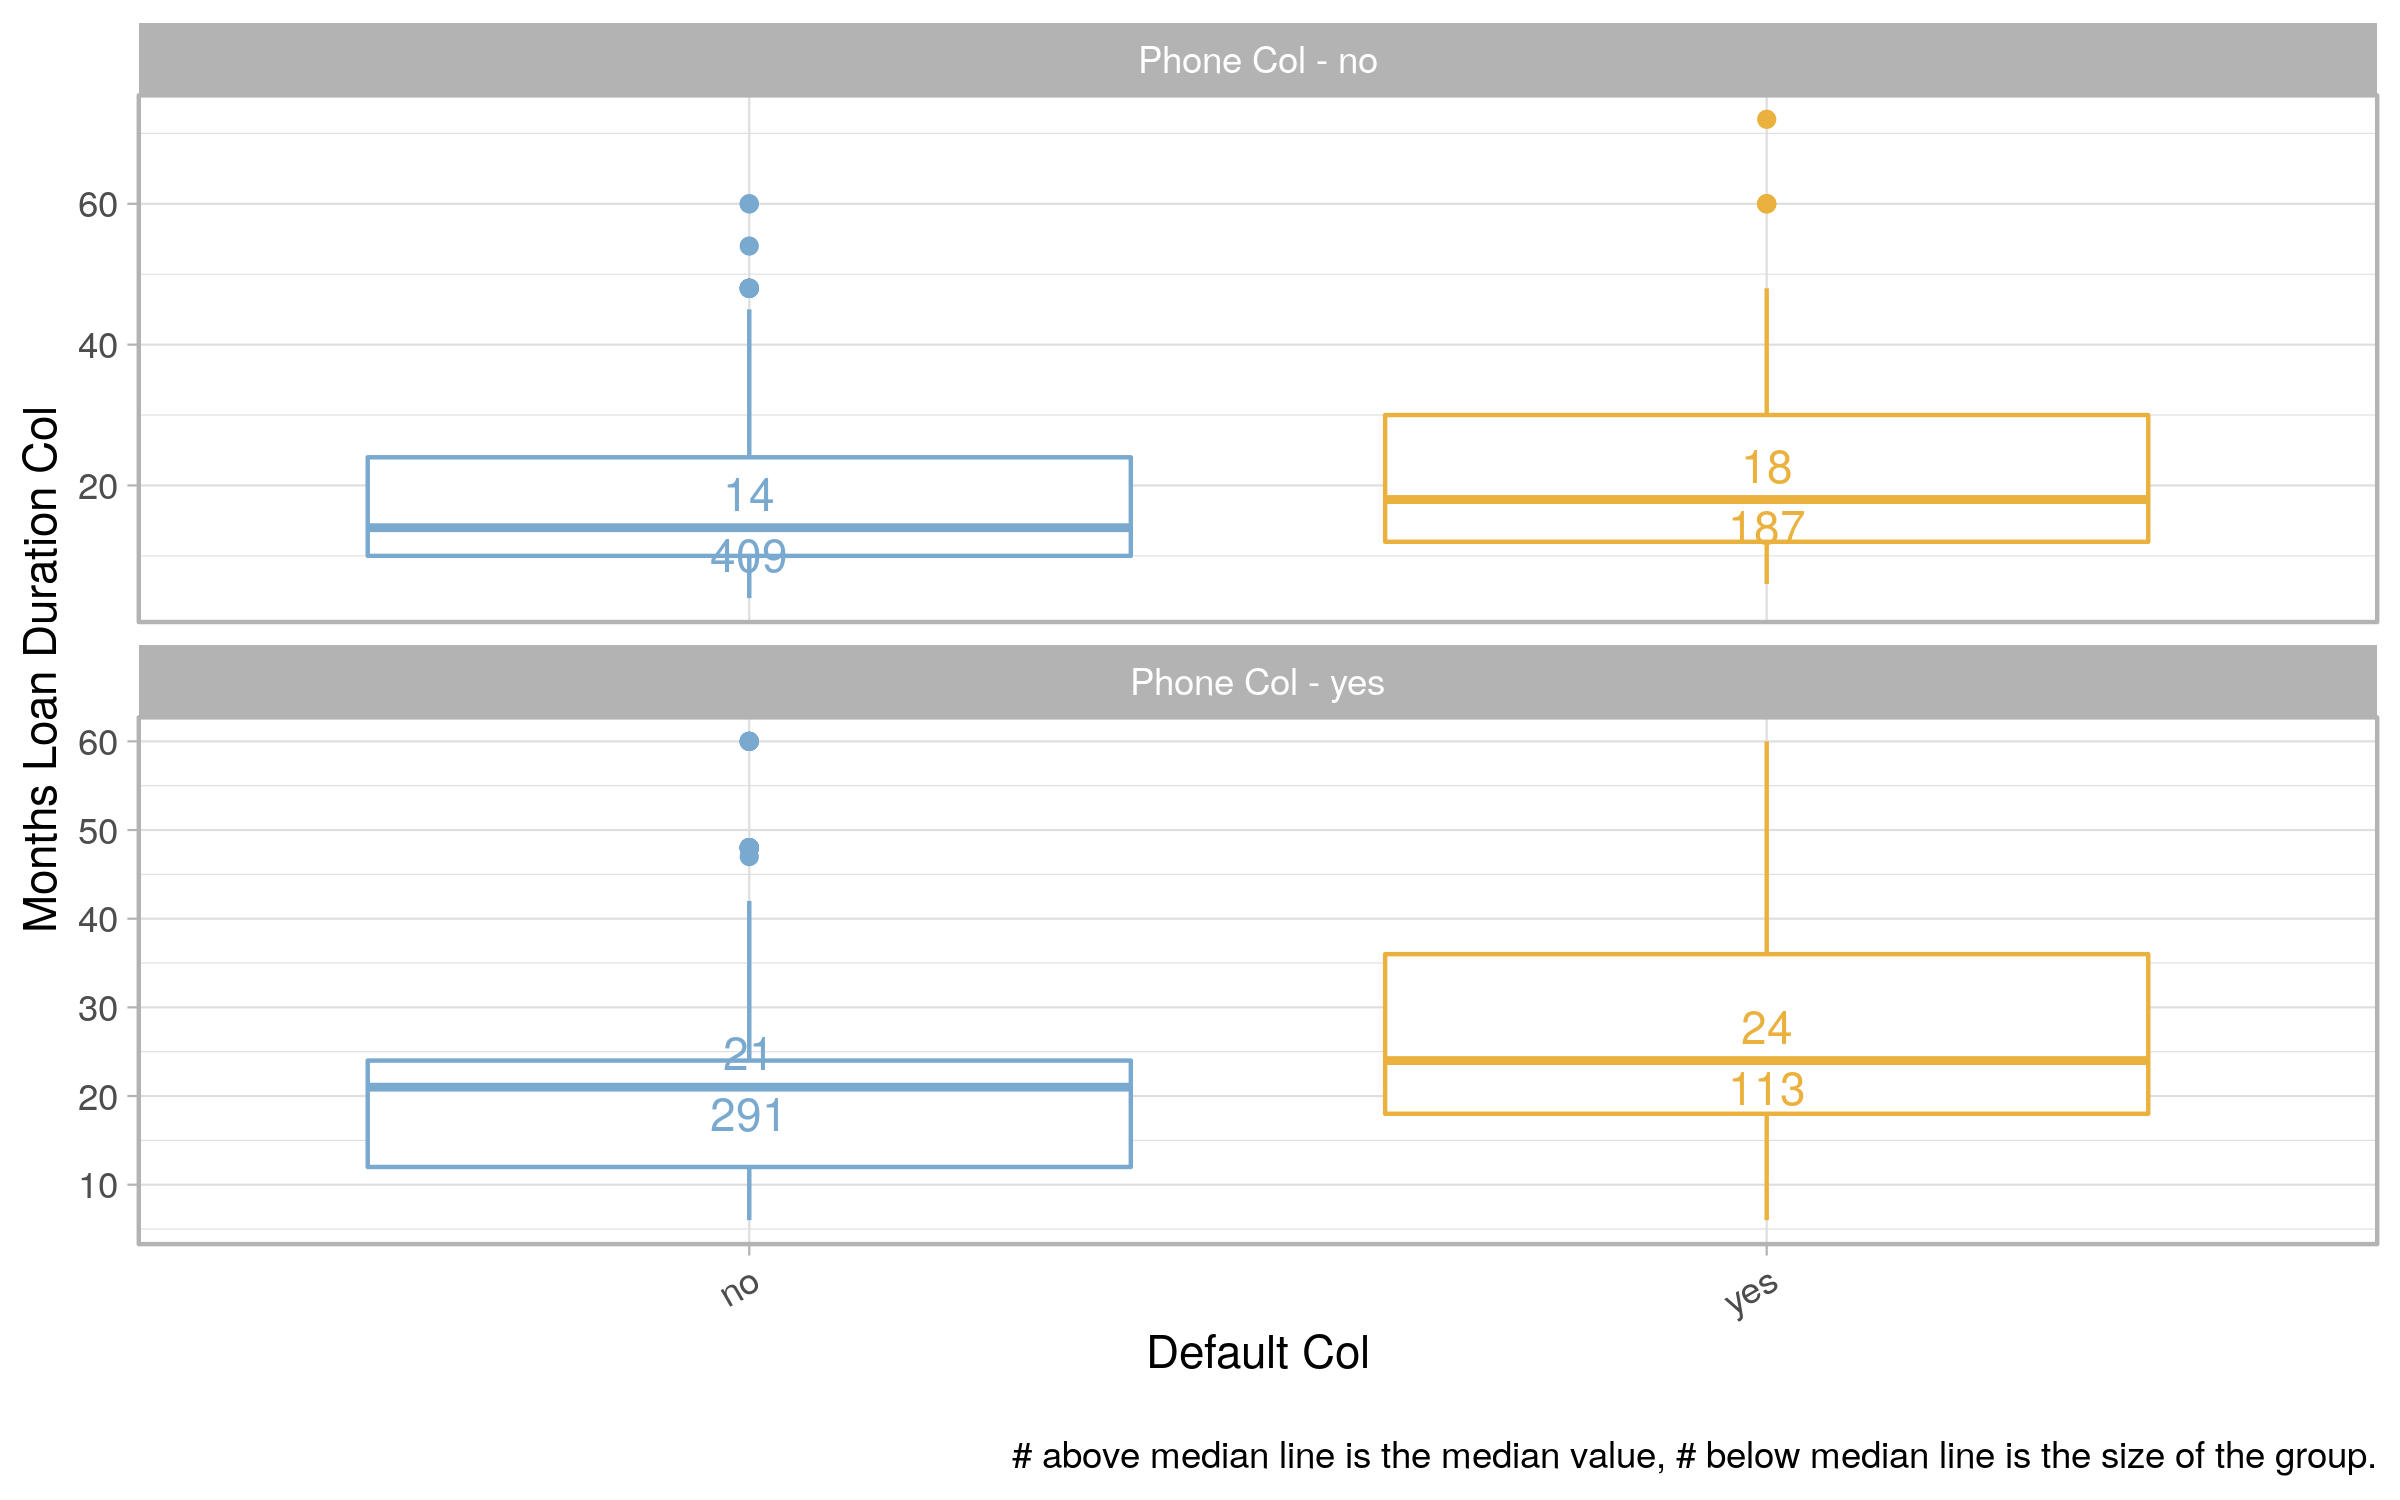 Phone Col - no
60
40
20
14
409
18
187
Phone Col - yes
60
50
40
30
20
10
21
291
24
113
Months Loan Duration Col
no
yes
Default Col
# above median line is the median value, # below median line is the size of the group.